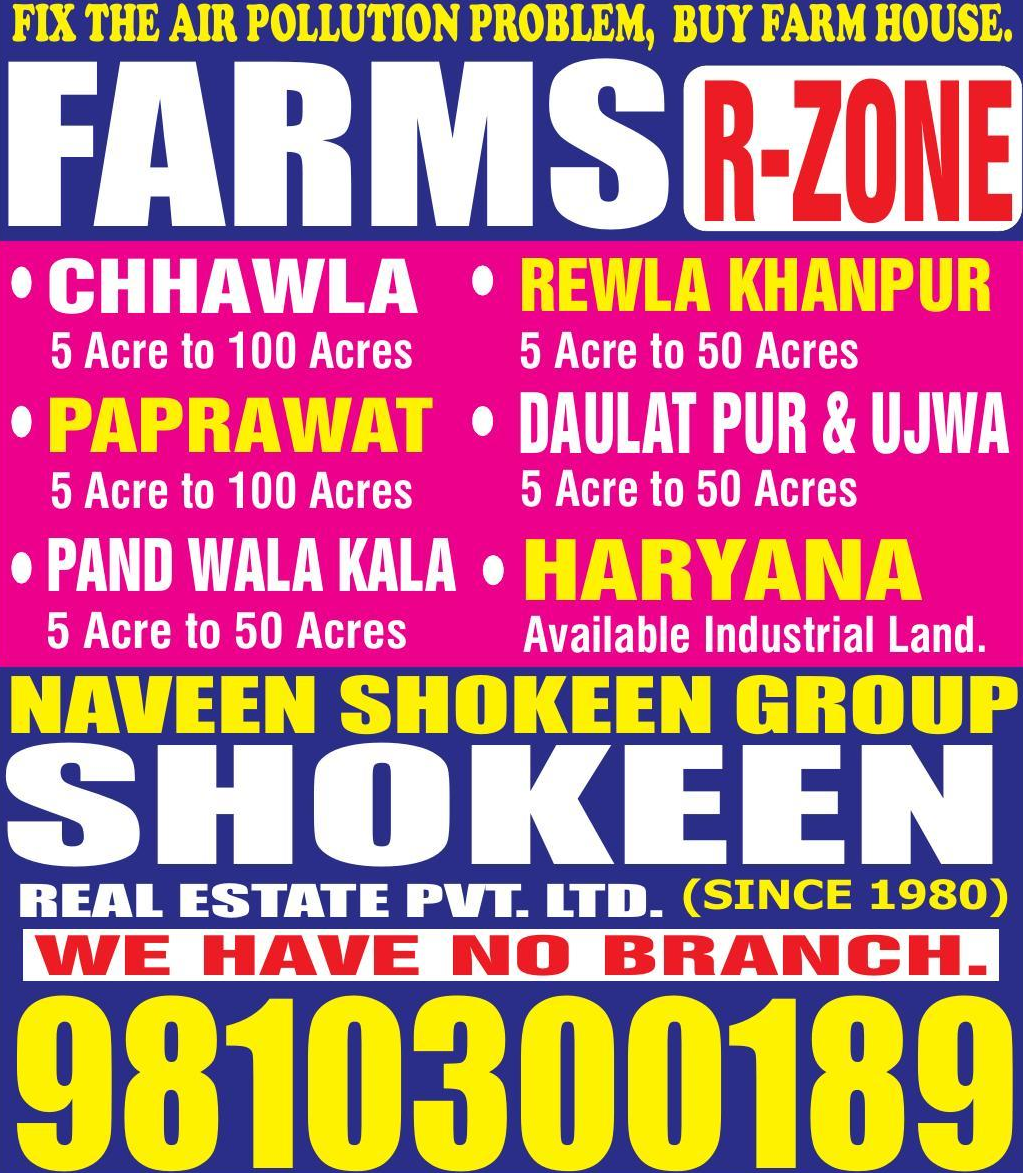 FIX THE AIR POLLUTION PROBLEM, BUY FARM HOUSE.
FARMS R-ZONE
• CHHAWLA
5 Acre to 100 Acres
• REWLA KHANPUR
5 Acre to 50 Acres
• PAPRAWAT
5 Acre to 100 Acres
• DAULAT PUR & UJWA
5 Acre to 50 Acres
• PAND WALA KALA
5 Acre to 50 Acres
• HARYANA
Available Industrial Land.
NAVEEN SHOKEEN GROUP
SHOKEEN
REAL ESTATE PVT. LTD. (SINCE 1980)
WE HAVE NO BRANCH.
9810300189